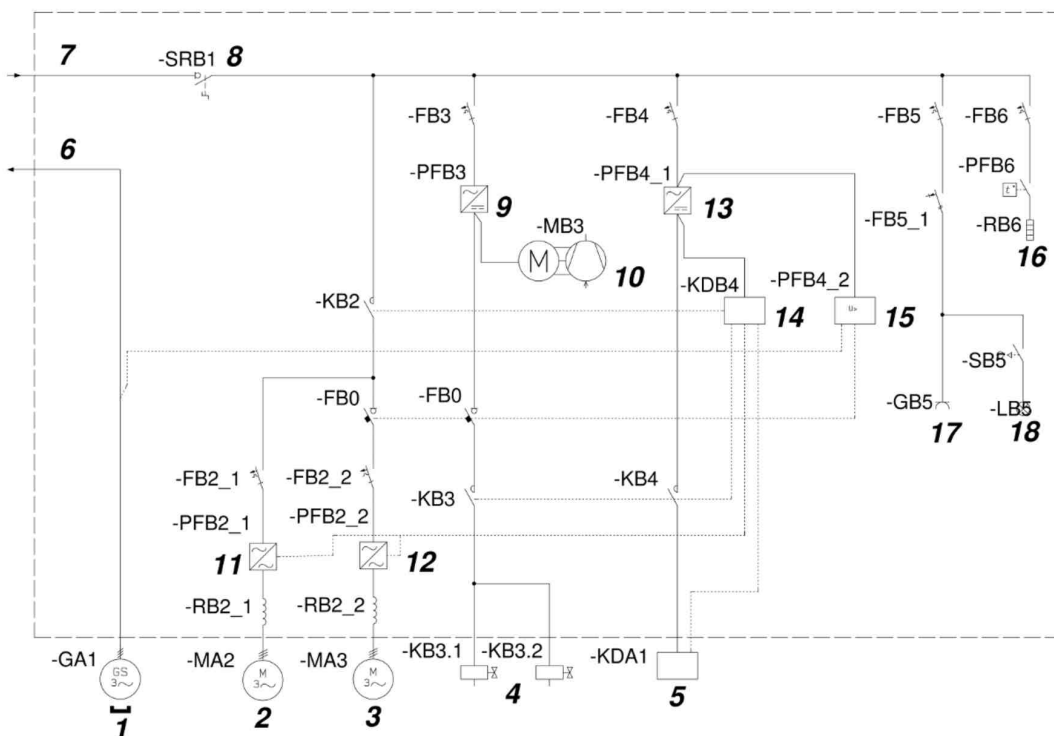 7
-SRB1 8
-FB3
-FB4
-FB5
-FB6
6
-PFB3
-PFB4_1
-PFB6
9
13
t°
-FB5_1
-RB6
16
-MB3
M
10
-KDB4
-PFB4_2
-KB2
14
U>
15
-SB5
-FB0
-FB0
-GB5
-LB5
17
18
-FB2_1
-FB2_2
-KB3
-KB4
-PFB2_1
-PFB2_2
11
12
-RB2_1
-RB2_2
-GA1
-MA2
-MA3
-KB3.1
-KB3.2
-KDA1
GS
3~
M
3~
M
3~
4
5
1
2
3